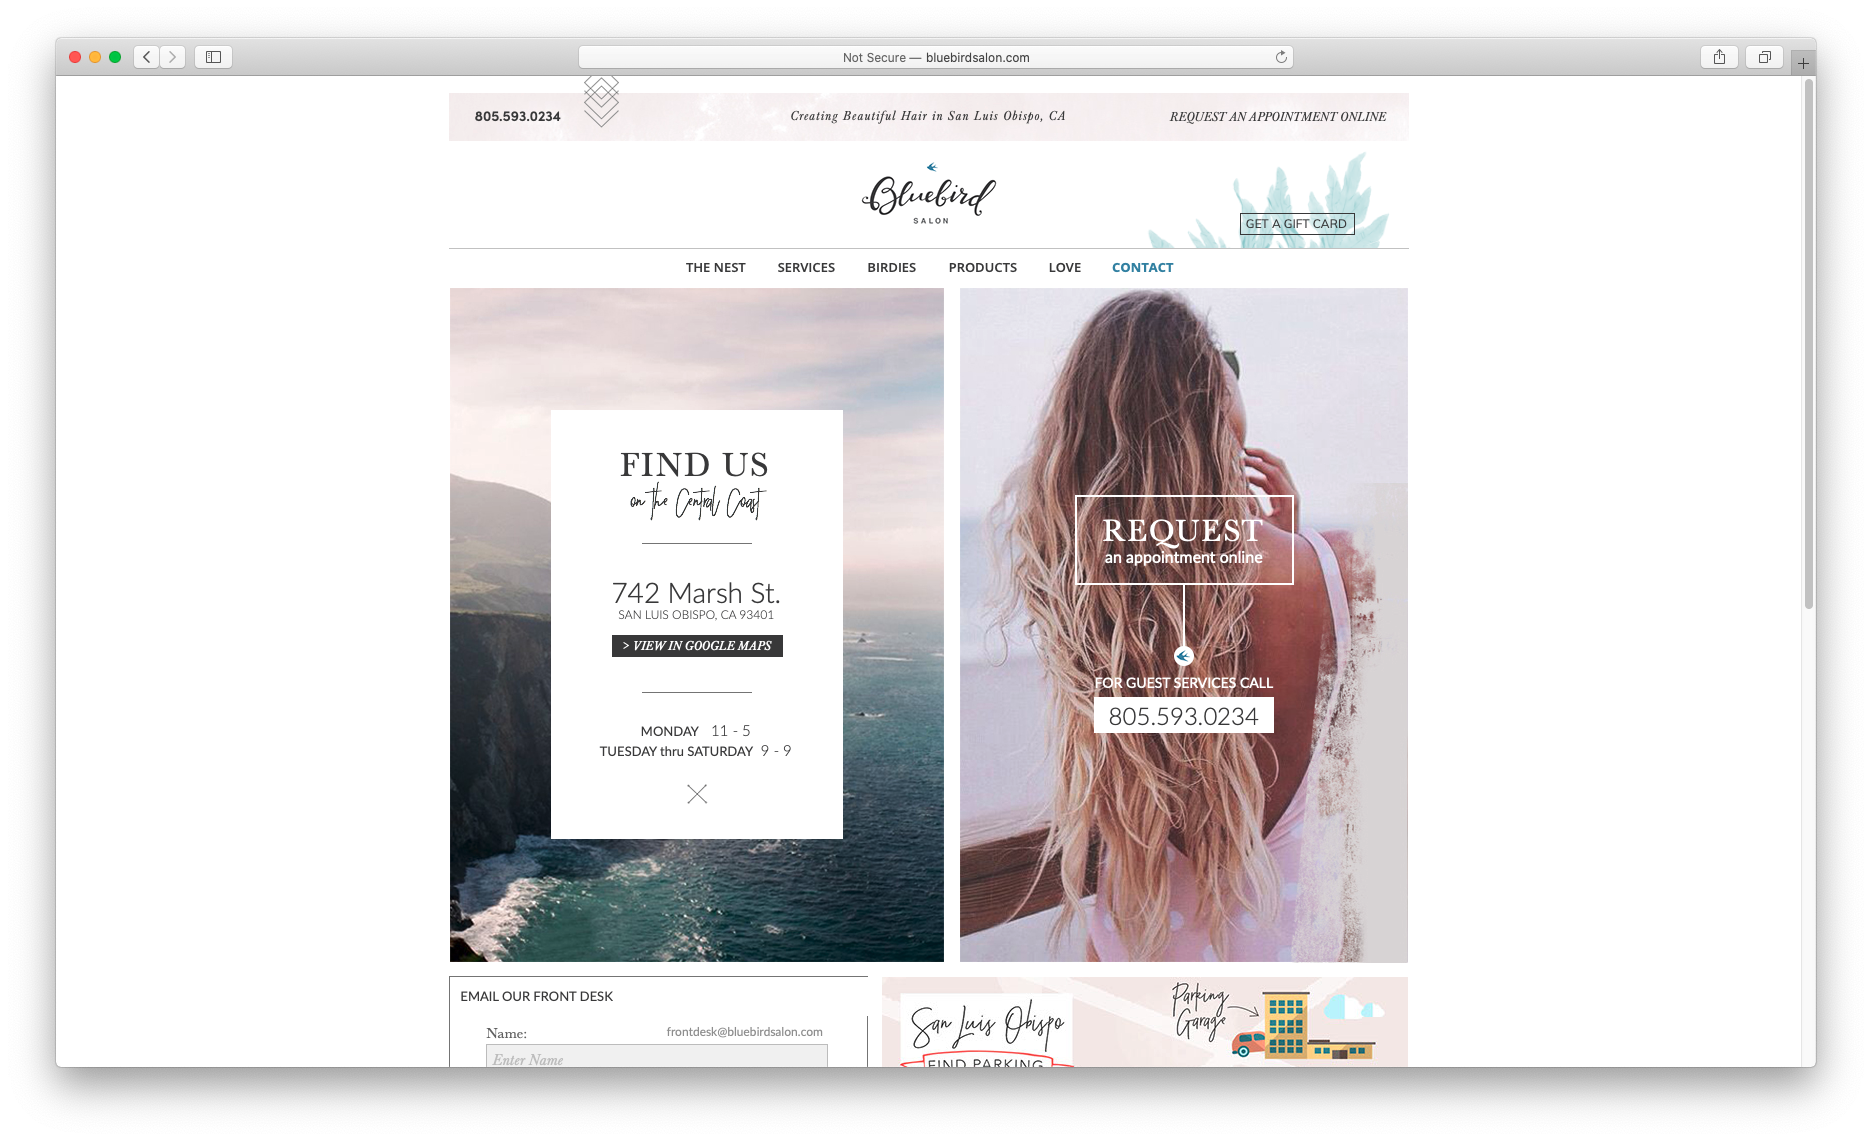 Not Secure — bluebirdsalon.com
805.593.0234
Creating Beautiful Hair in San Luis Obispo, CA
REQUEST AN APPOINTMENT ONLINE
Bluebird
SALON
GET A GIFT CARD
THE NEST SERVICES BIRDIES PRODUCTS LOVE CONTACT
FIND US
on the Central Coast
742 Marsh St.
SAN LUIS OBISPO, CA 93401
> VIEW IN GOOGLE MAPS
MONDAY 11 - 5
TUESDAY thru SATURDAY 9 - 9
REQUEST
an appointment online
FOR GUEST SERVICES CALL
805.593.0234
EMAIL OUR FRONT DESK
Name:
frontdesk@bluebirdsalon.com
Enter Name
San Luis Obispo
FIND PARKING
Parking
Garage